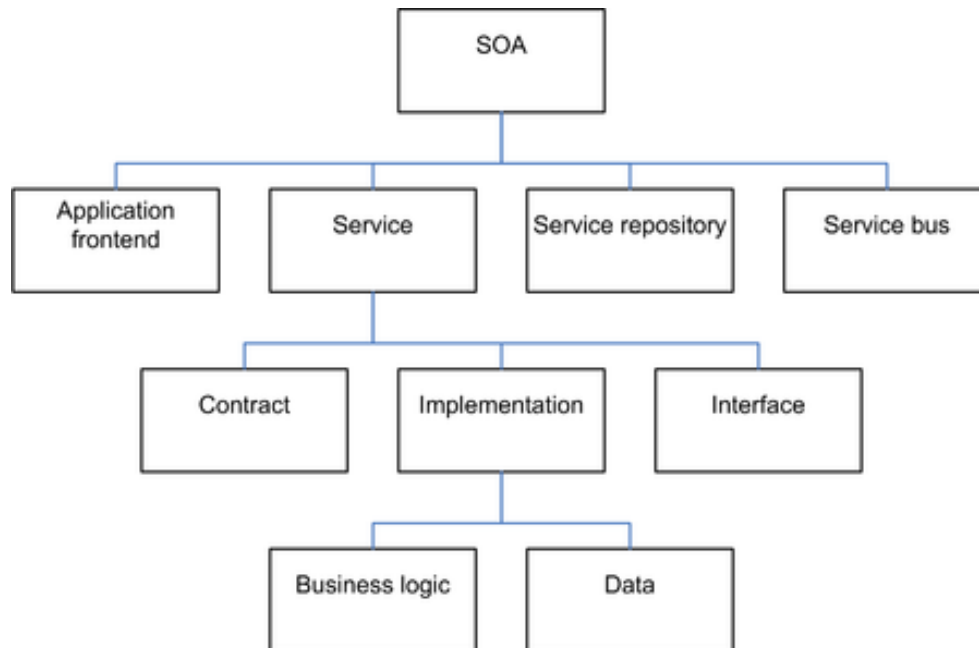 SOA
Application
frontend
Service
Service repository
Service bus
Contract
Implementation
Interface
Business logic
Data